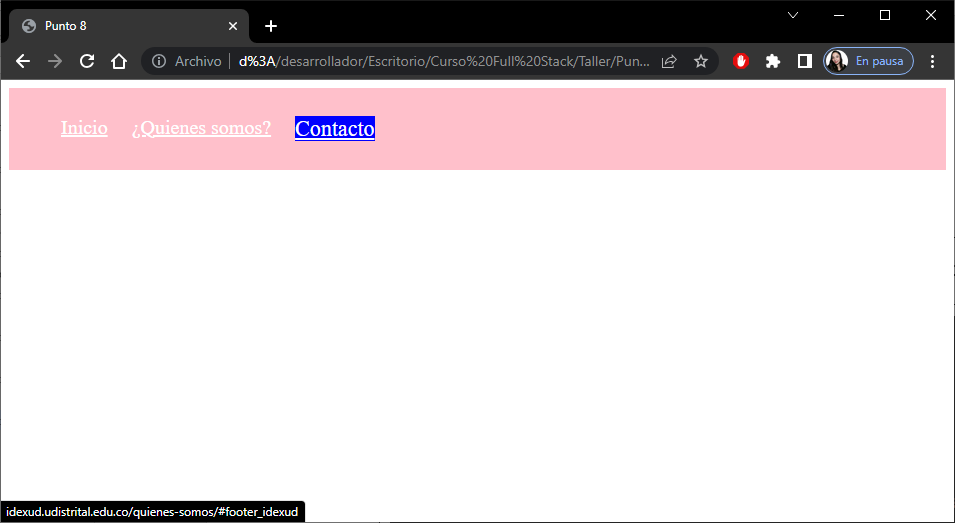 Punto 8
Archivo d%3A/desarrollador/Escritorio/Curso%20Full%20Stack/Taller/Pun... En pausa
Inicio ¿Quienes somos? Contacto
idexud.udistrital.edu.co/quienes-somos/#footer_idexud